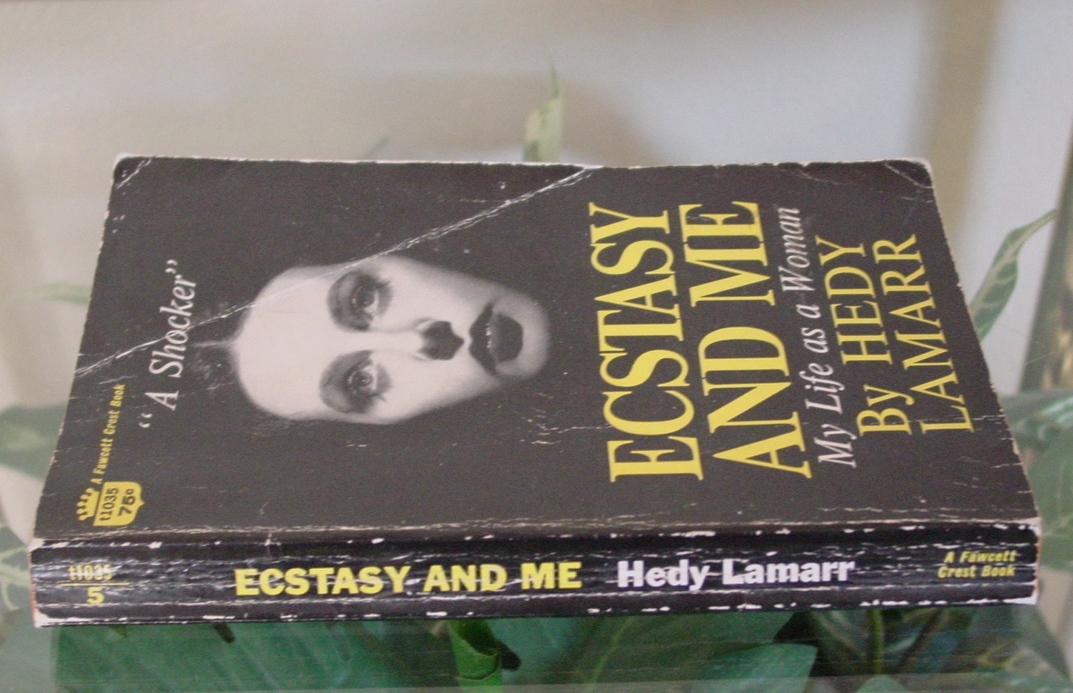 A Fawcett Crest Book
t1035
75¢
"A Shocker"
ECSTASY
AND ME
My Life as a Woman
By HEDY
LAMARR
t1035
5
ECSTASY AND ME Hedy Lamarr
A Fawcett
Crest Book